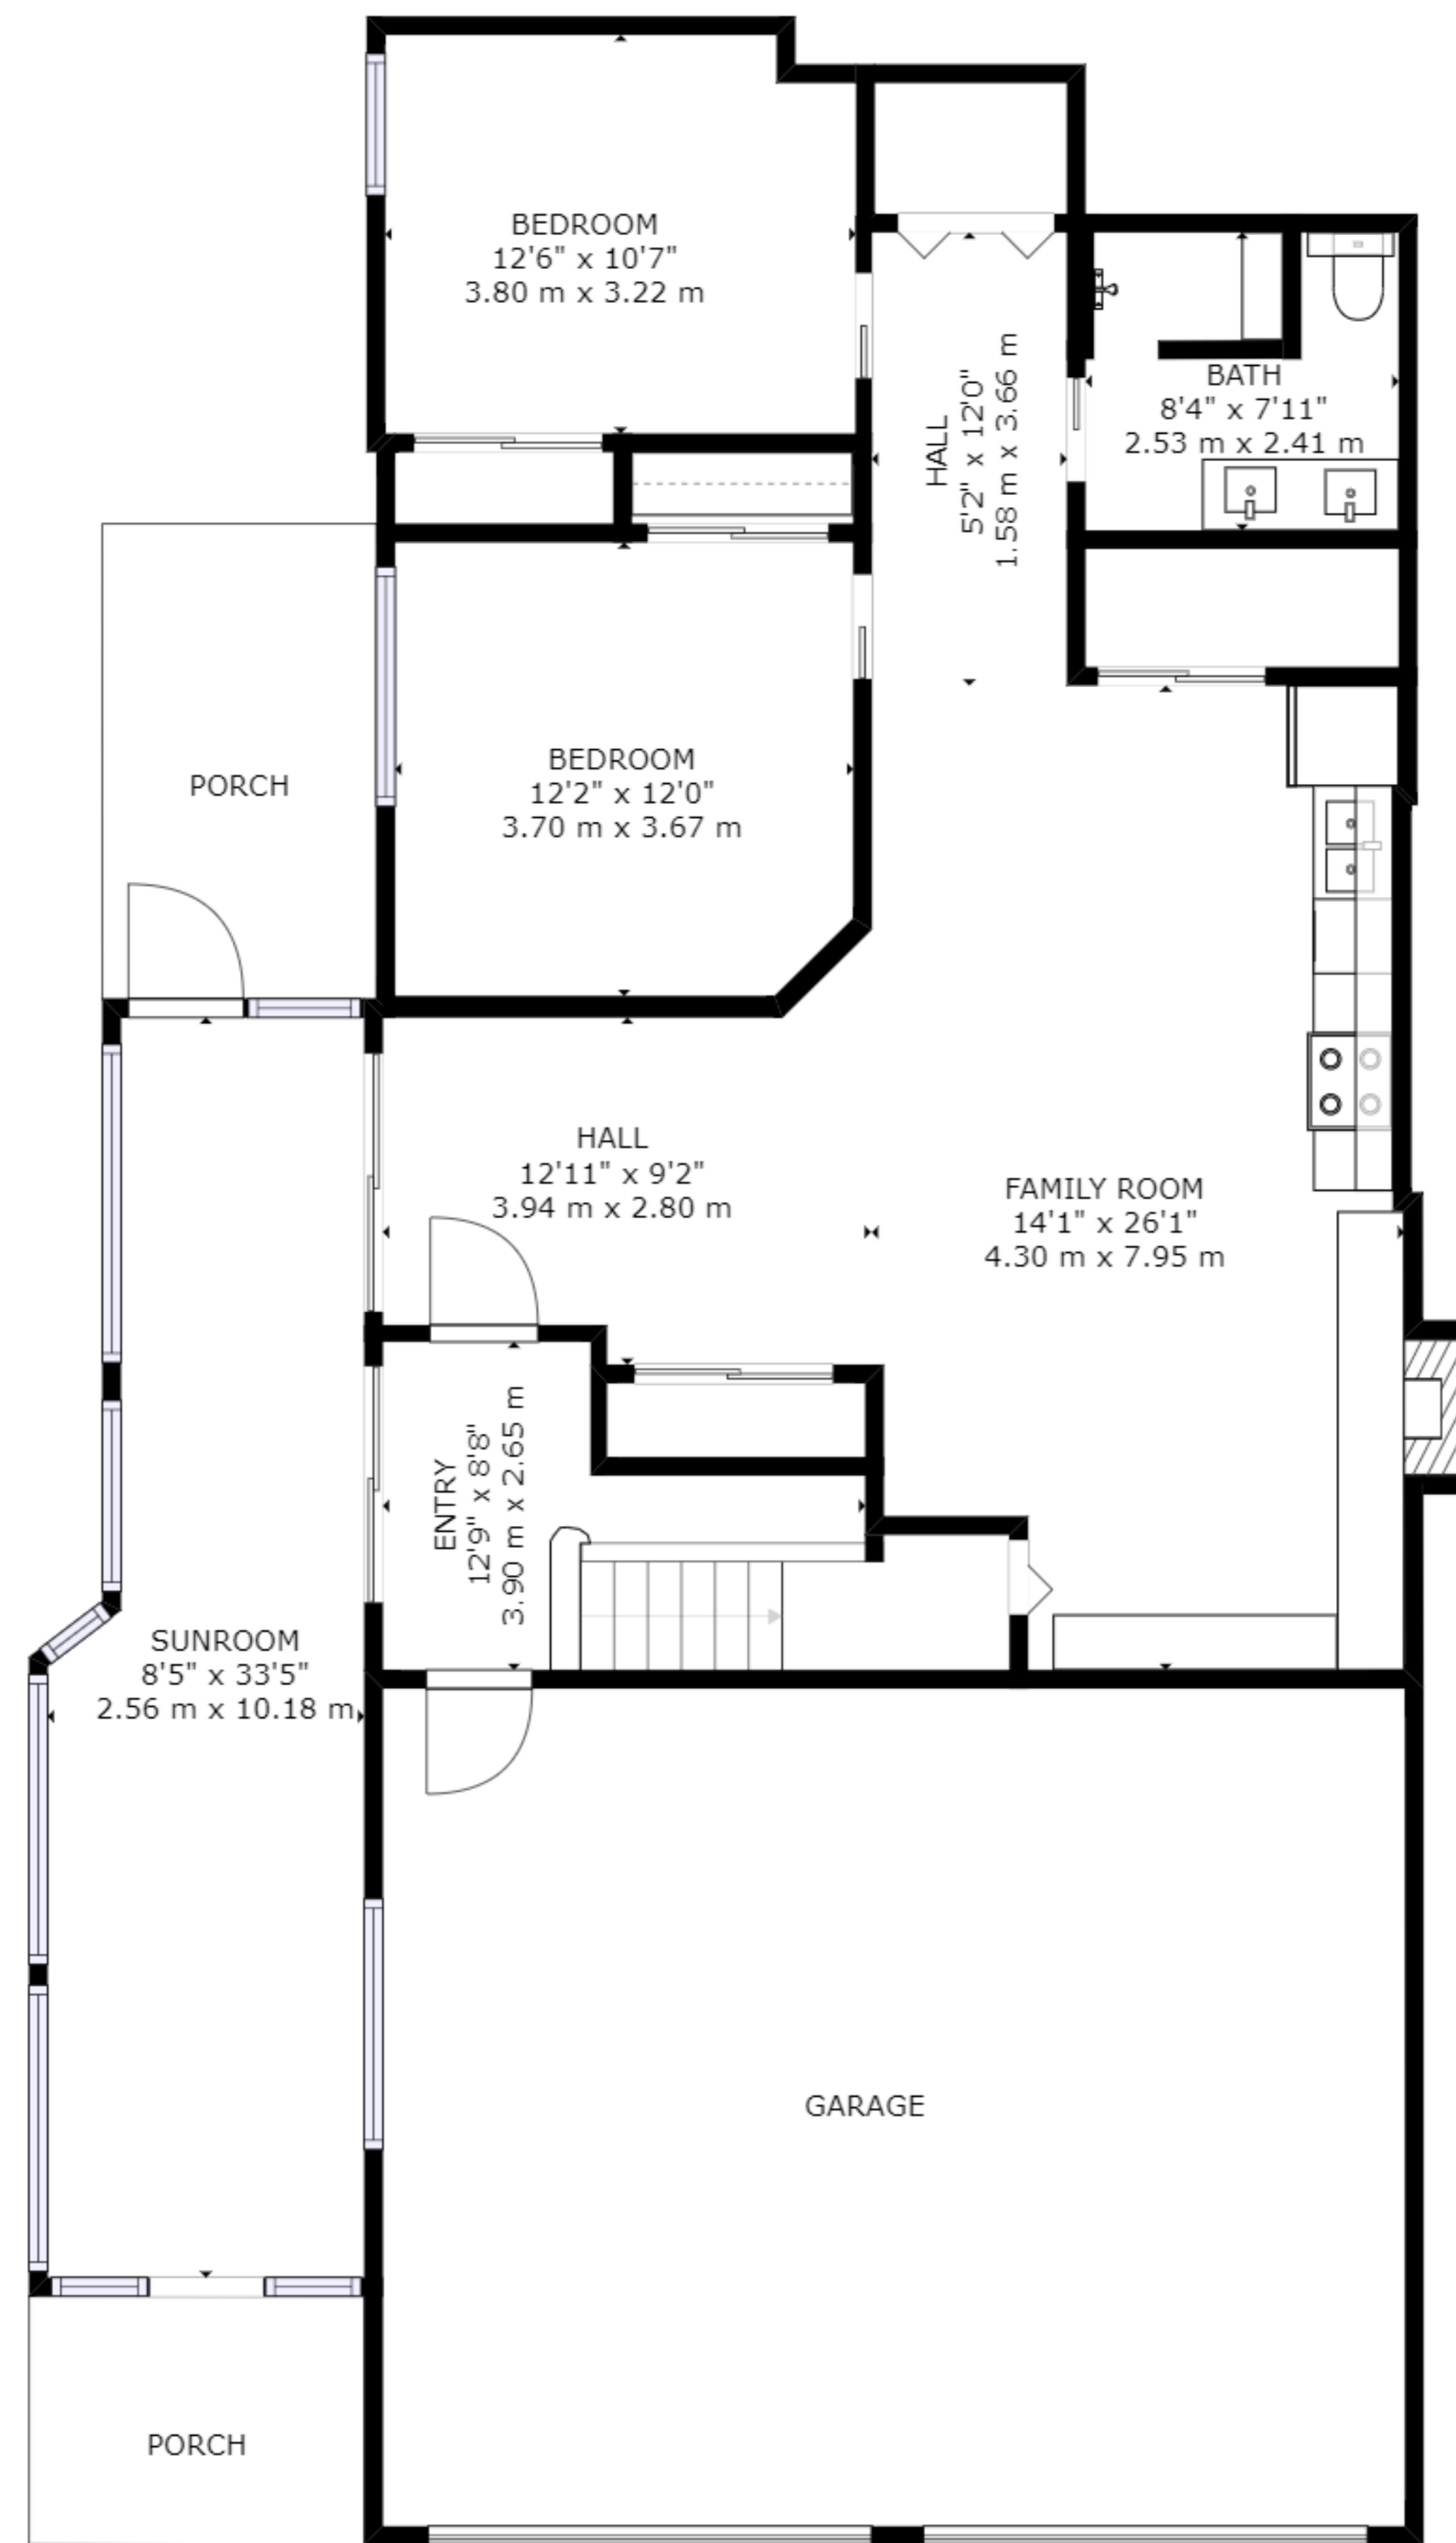 BEDROOM
12'6" x 10'7"
3.80 m x 3.22 m
HALL
5'2" x 12'0"
1.58 m x 3.66 m
BATH
8'4" x 7'11"
2.53 m x 2.41 m
PORCH
BEDROOM
12'2" x 12'0"
3.70 m x 3.67 m
HALL
12'11" x 9'2"
3.94 m x 2.80 m
FAMILY ROOM
14'1" x 26'1"
4.30 m x 7.95 m
ENTRY
12'9" x 8'8"
3.90 m x 2.65 m
SUNROOM
8'5" x 33'5"
2.56 m x 10.18 m
GARAGE
PORCH